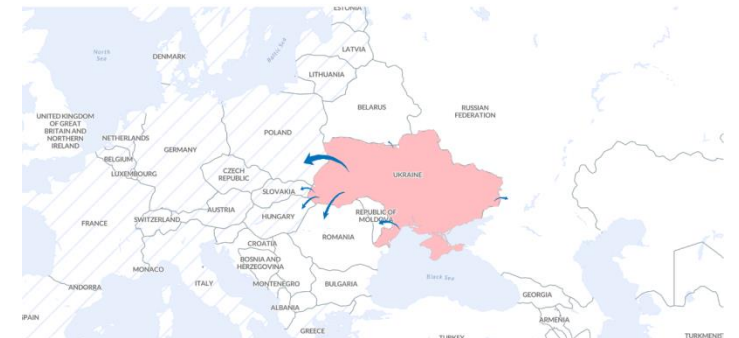 ESTONIA
North
Sea
Baltic Sea
LATVIA
DENMARK
LITHUANIA
UNITED KINGDOM
OF GREAT
BRITAIN AND
NORTHERN
IRELAND
BELARUS
RUSSIAN
FEDERATION
NETHERLANDS
POLAND
GERMANY
BELGIUM
LUXEMBOURG
CZECH
REPUBLIC
UKRAINE
SLOVAKIA
AUSTRIA
FRANCE
SWITZERLAND
HUNGARY
REPUBLIC OF
MOLDOVA
ROMANIA
CROATIA
BOSNIA AND
HERZEGOVINA
MONACO
Black Sea
ANDORRA
ITALY
MONTENEGRO
BULGARIA
GEORGIA
ALBANIA
SPAIN
ARMENIA
GREECE
TURKEY
TURKMENIST